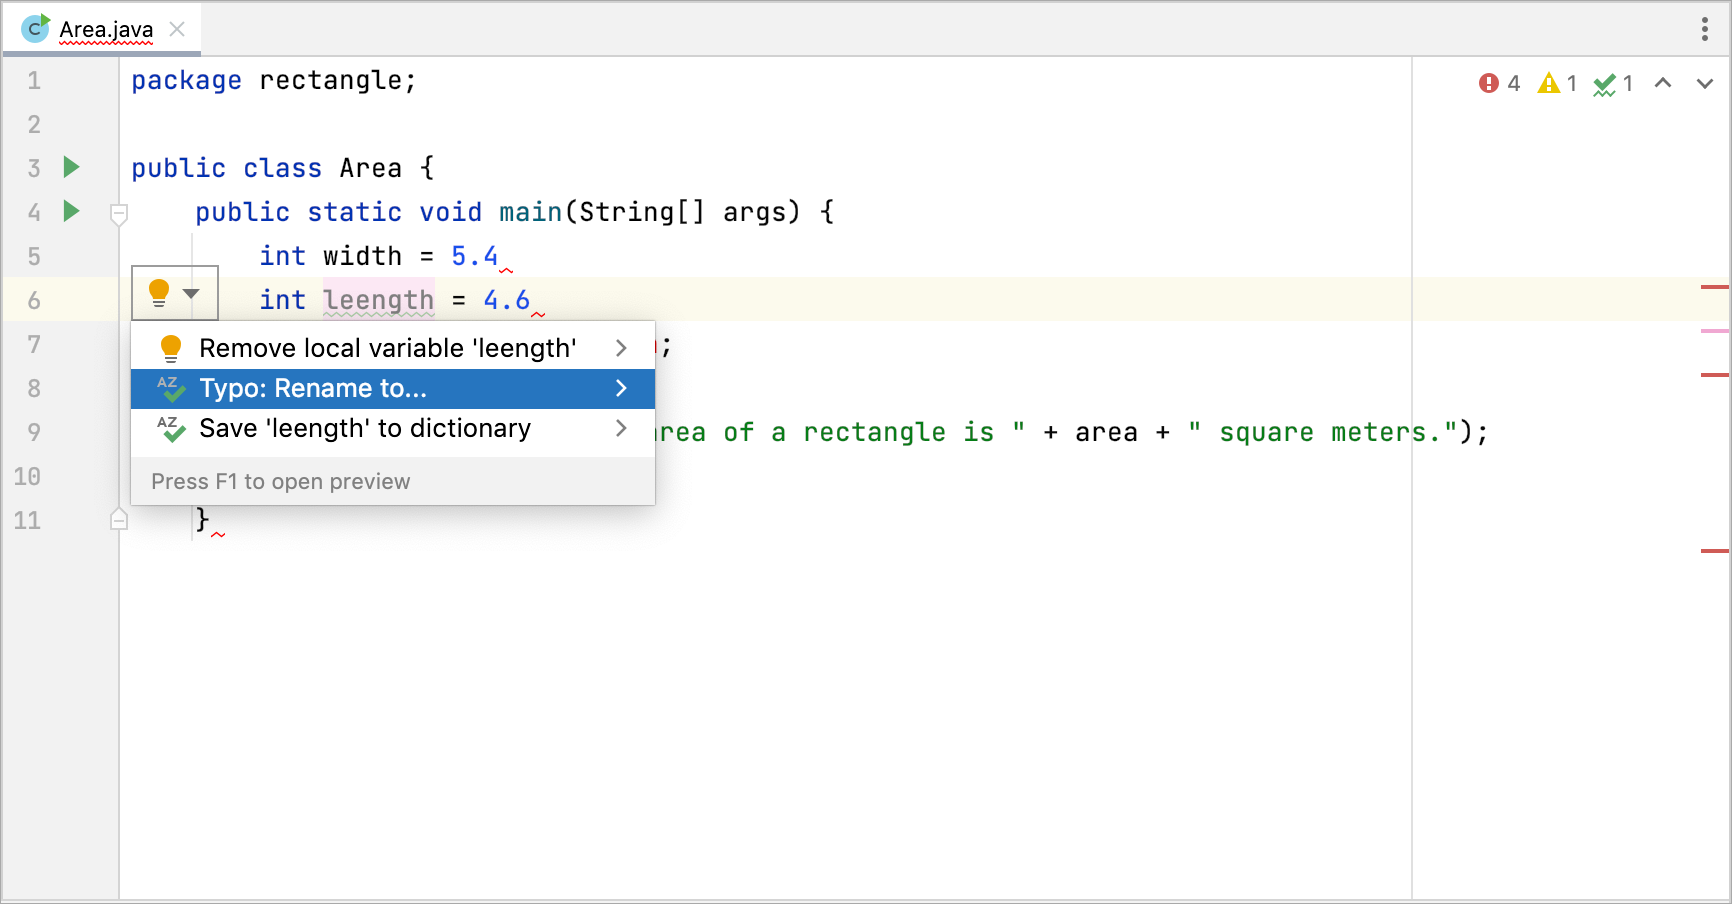 Area.java
4 1 1
1 package rectangle;
2
3 public class Area {
4 public static void main(String[] args) {
5 int width = 5.4
6 int leength = 4.6
7 ;
8
9 area of a rectangle is " + area + " square meters.");
10
11 }
Remove local variable 'leength'
AZ Typo: Rename to...
AZ Save 'leength' to dictionary
Press F1 to open preview